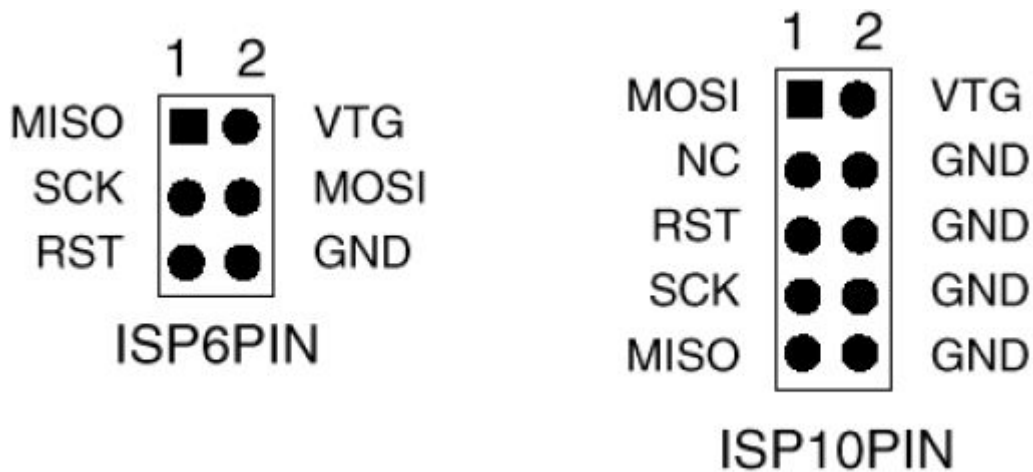 1 2
MISO VTG
SCK MOSI
RST GND
ISP6PIN
1 2
MOSI VTG
NC GND
RST GND
SCK GND
MISO GND
ISP10PIN